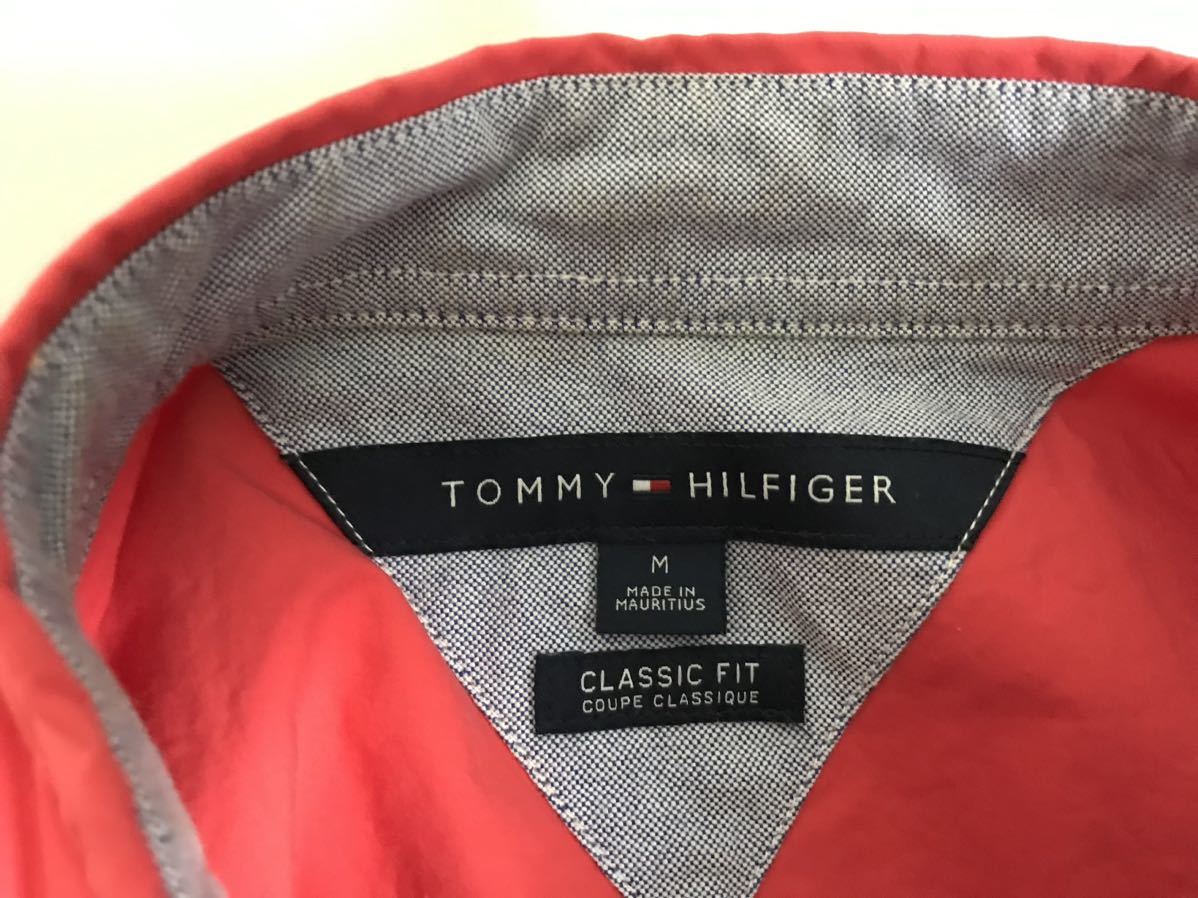 TOMMY HILFIGER
M
MADE IN
MAURITIUS
CLASSIC FIT
COUPE CLASSIQUE